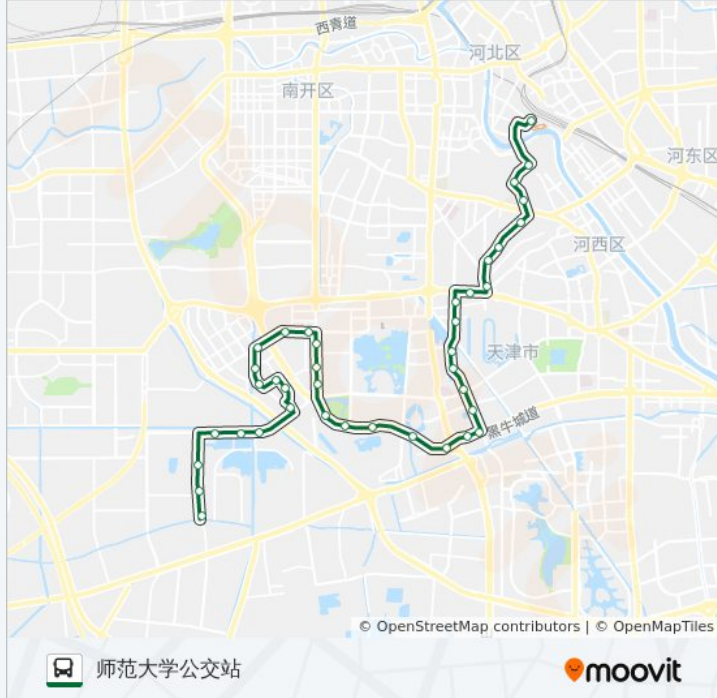 西青道
河北区
南开区
河东区
河西区
天津市
黑牛城道
© OpenStreetMap contributors | © OpenMapTiles
师范大学公交站
moovit